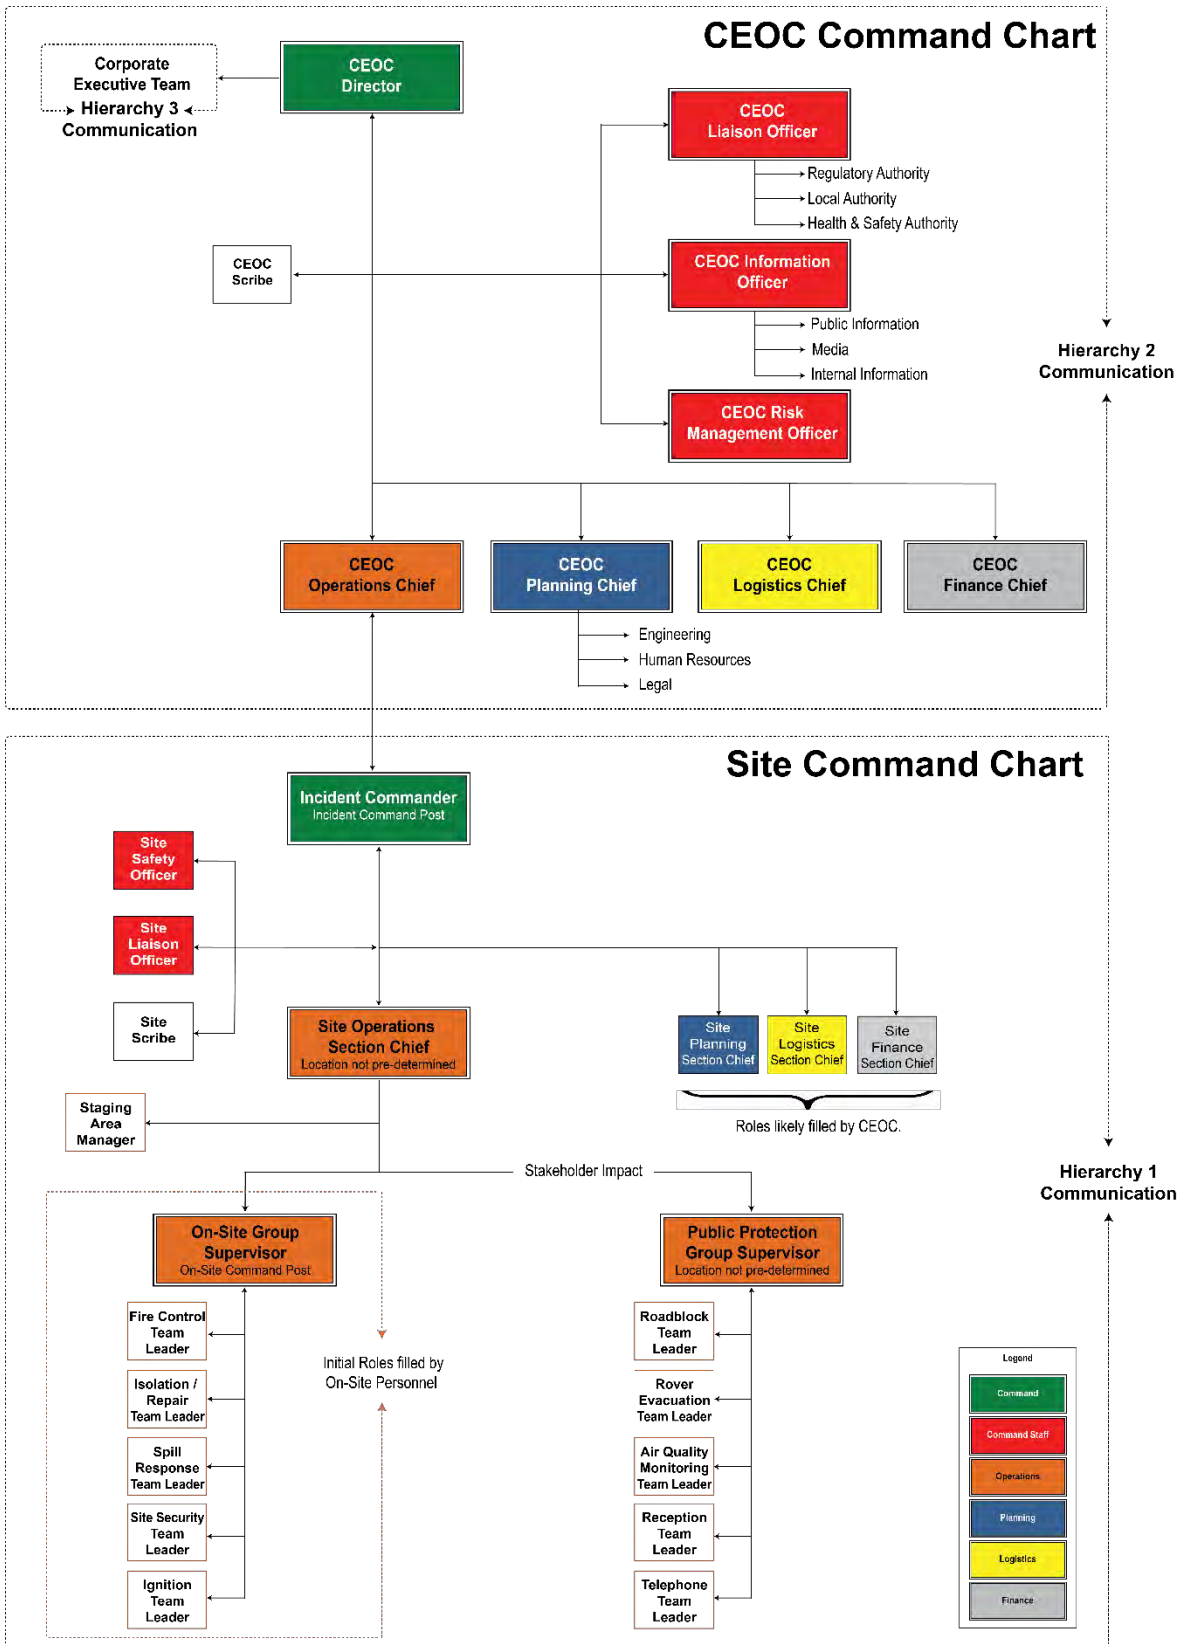 CEOC Command Chart
Corporate
Executive Team
Hierarchy 3
Communication
CEOC
Director
CEOC
Liaison Officer
Regulatory Authority
Local Authority
Health & Safety Authority
CEOC
Scribe
CEOC Information
Officer
Public Information
Media
Internal Information
Hierarchy 2
Communication
CEOC Risk
Management Officer
CEOC
Operations Chief
CEOC
Planning Chief
CEOC
Logistics Chief
CEOC
Finance Chief
Engineering
Human Resources
Legal
Site Command Chart
Incident Commander
Incident Command Post
Site
Safety
Officer
Site
Liaison
Officer
Site
Scribe
Site Operations
Section Chief
Location not pre-determined
Site
Planning
Section Chief
Site
Logistics
Section Chief
Site
Finance
Section Chief
Roles likely filled by CEOC.
Staging
Area
Manager
Stakeholder Impact
Hierarchy 1
Communication
On-Site Group
Supervisor
On-Site Command Post
Public Protection
Group Supervisor
Location not pre-determined
Fire Control
Team
Leader
Isolation /
Repair
Team Leader
Spill
Response
Team Leader
Site Security
Team
Leader
Ignition
Team
Leader
Initial Roles filled by
On-Site Personnel
Roadblock
Team
Leader
Rover
Evacuation
Team Leader
Air Quality
Monitoring
Team Leader
Reception
Team
Leader
Telephone
Team
Leader
Legend
Command
Command Staff
Operations
Planning
Logistics
Finance